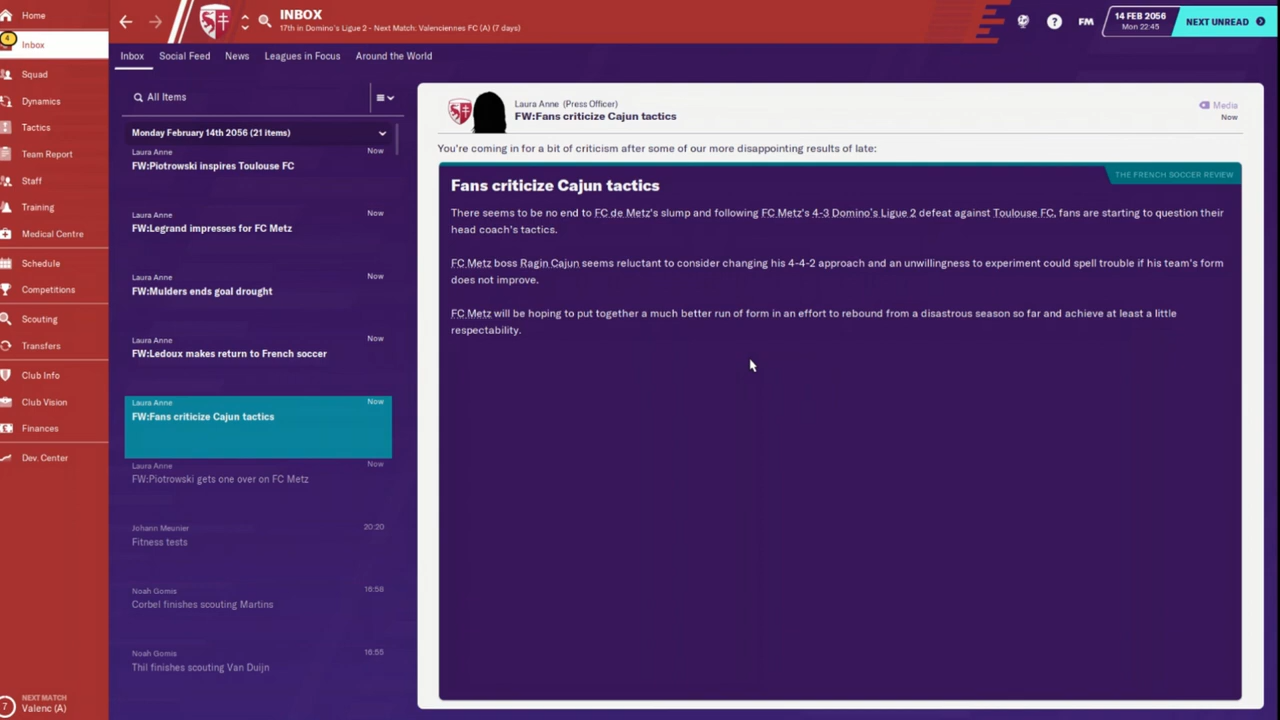 Home
4
Inbox
Squad
Dynamics
Tactics
Team Report
Staff
Training
Medical Centre
Schedule
Competitions
Scouting
Transfers
Club Info
Club Vision
Finances
Dev. Center
7
NEXT MATCH
Valenc (A)
INBOX
17th in Domino's Ligue 2 - Next Match: Valenciennes FC (A) (7 days)
?
FM
14 FEB 2056
Mon 22:45
NEXT UNREAD
Inbox Social Feed News Leagues in Focus Around the World
All Items
Monday February 14th 2056 (21 items)
Laura Anne Now
FW:Piotrowski inspires Toulouse FC
Laura Anne Now
FW:Legrand impresses for FC Metz
Laura Anne Now
FW:Mulders ends goal drought
Laura Anne Now
FW:Ledoux makes return to French soccer
Laura Anne Now
FW:Fans criticize Cajun tactics
Laura Anne Now
FW:Piotrowski gets one over on FC Metz
Johann Meunier 20:20
Fitness tests
Noah Gomis 16:58
Corbel finishes scouting Martins
Noah Gomis 16:55
Thil finishes scouting Van Duijn
Laura Anne (Press Officer)
FW:Fans criticize Cajun tactics
Media
Now
You're coming in for a bit of criticism after some of our more disappointing results of late:
THE FRENCH SOCCER REVIEW
Fans criticize Cajun tactics
There seems to be no end to FC de Metz's slump and following FC Metz's 4-3 Domino's Ligue 2 defeat against Toulouse FC, fans are starting to question their
head coach's tactics.
FC Metz boss Ragin Cajun seems reluctant to consider changing his 4-4-2 approach and an unwillingness to experiment could spell trouble if his team's form
does not improve.
FC Metz will be hoping to put together a much better run of form in an effort to rebound from a disastrous season so far and achieve at least a little
respectability.